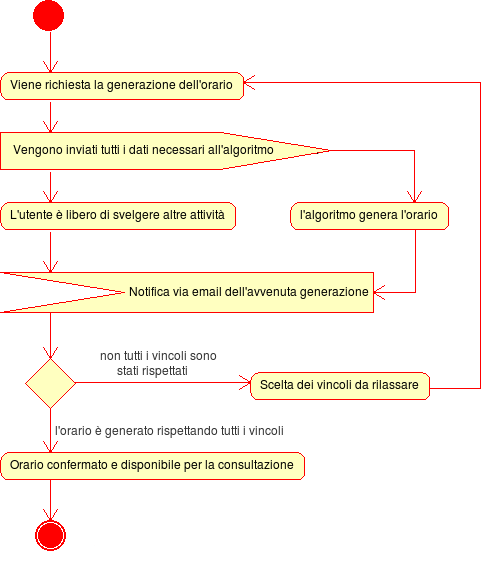 Viene richiesta la generazione dell'orario
Vengono inviati tutti i dati necessari all'algoritmo
L'utente è libero di svelgere altre attività
l'algoritmo genera l'orario
Notifica via email dell'avvenuta generazione
non tutti i vincoli sono
stati rispettati
Scelta dei vincoli da rilassare
l'orario è generato rispettando tutti i vincoli
Orario confermato e disponibile per la consultazione